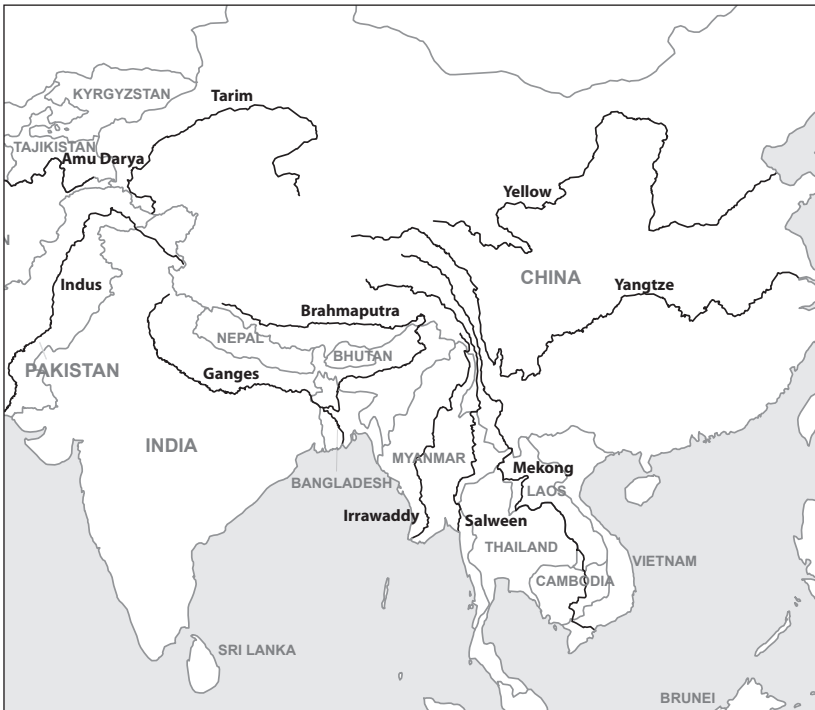 KYRGYZSTAN
Tarim
TAJIKISTAN
Amu Darya
Yellow
N
CHINA
Indus
Yangtze
Brahmaputra
NEPAL
BHUTAN
PAKISTAN
Ganges
INDIA
MYANMAR
Mekong
BANGLADESH
LAOS
Irrawaddy
Salween
THAILAND
VIETNAM
CAMBODIA
SRI LANKA
BRUNEI